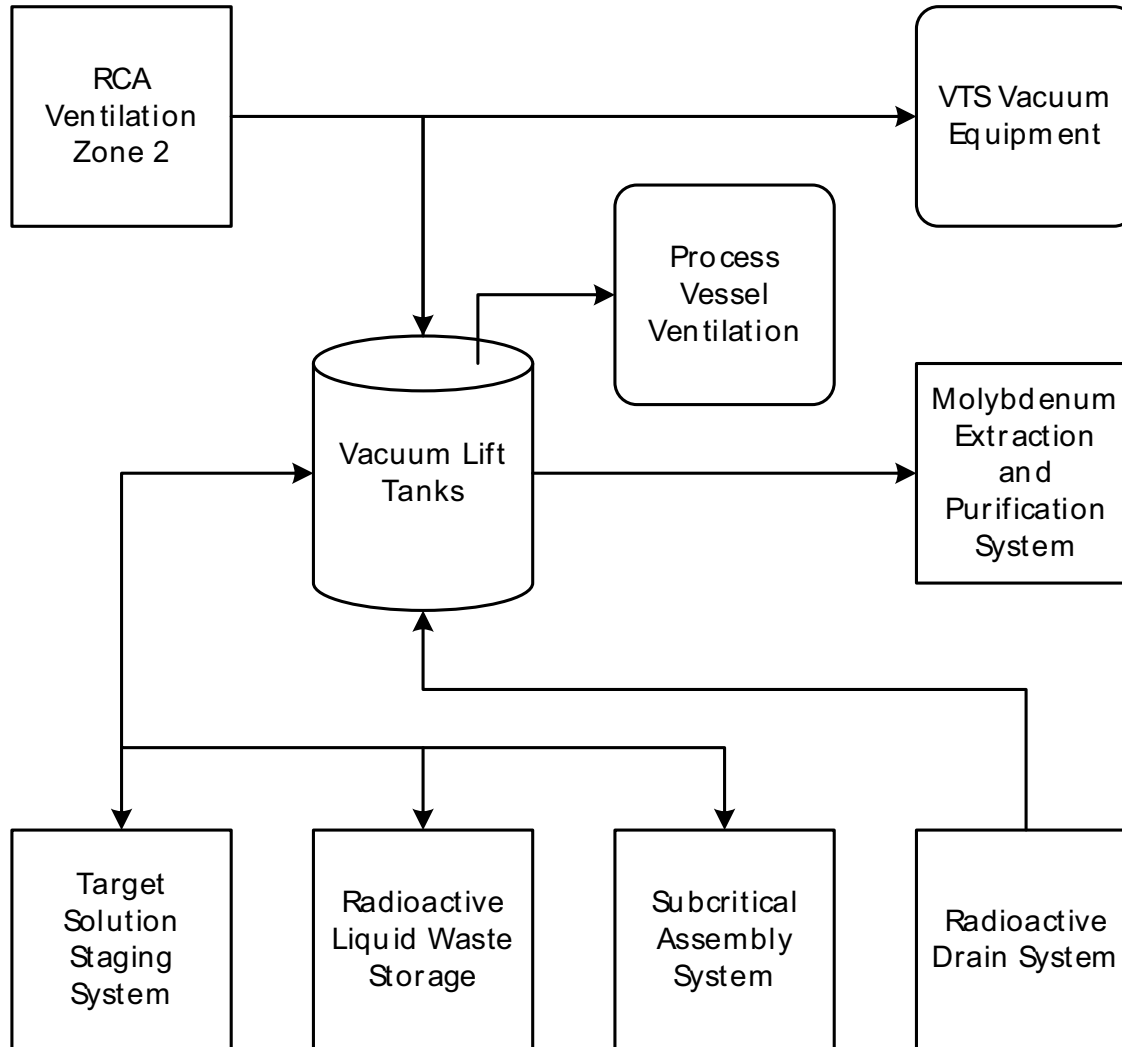 RCA
Ventilation
Zone 2
VTS Vacuum
Equipment
Process
Vessel
Ventilation
Molybdenum
Extraction
and
Purification
System
Vacuum Lift
Tanks
Target
Solution
Staging
System
Radioactive
Liquid Waste
Storage
Subcritical
Assembly
System
Radioactive
Drain System